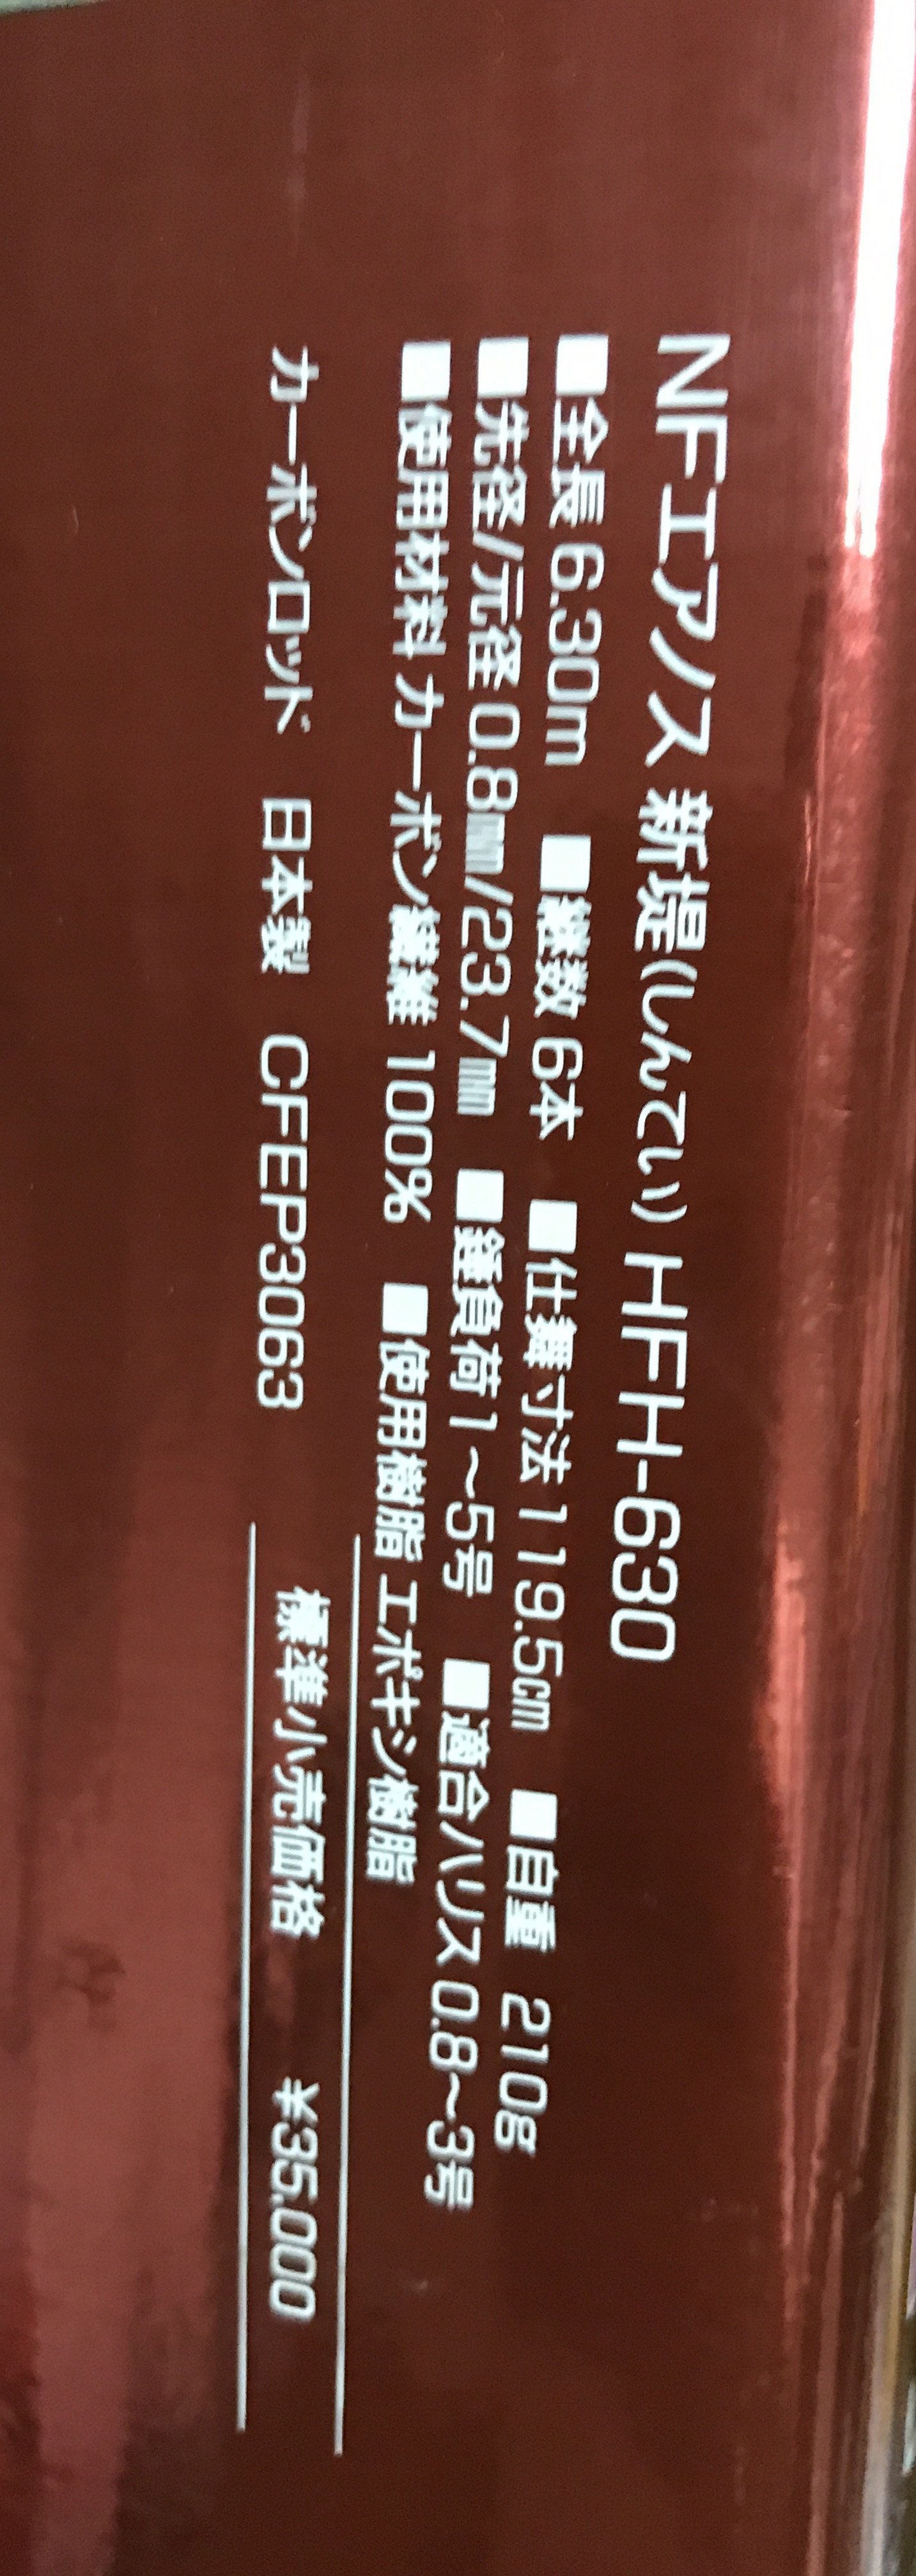 NFエアノス 新堤(しんてい) HFH-630
■全長 6.30m ■継数 6本 ■仕舞寸法 119.5㎝ ■自重 210g
■先径/元径 0.8㎜/23.7㎜ ■錘負荷 1~5号 ■適合ハリス 0.8~3号
■使用材料 カーボン繊維 100% ■使用樹脂 エポキシ樹脂
カーボンロッド 日本製 CFEP3063 標準小売価格 ¥35.000